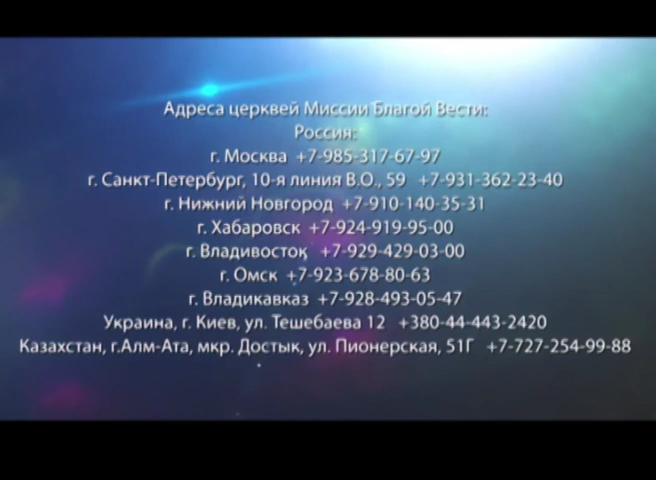 Адреса церквей Миссии Благой Вести:
Россия:
г. Москва +7-985-317-67-97
г. Санкт-Петербург, 10-я линия В.О., 59 +7-931-362-23-40
г. Нижний Новгород +7-910-140-35-31
г. Хабаровск +7-924-919-95-00
г. Владивосток +7-929-429-03-00
г. Омск +7-923-678-80-63
г. Владикавказ +7-928-493-05-47
Украина, г. Киев, ул. Тешебаева 12 +380-44-443-2420
Казахстан, г.Алм-Ата, мкр. Достык, ул. Пионерская, 51Г +7-727-254-99-88